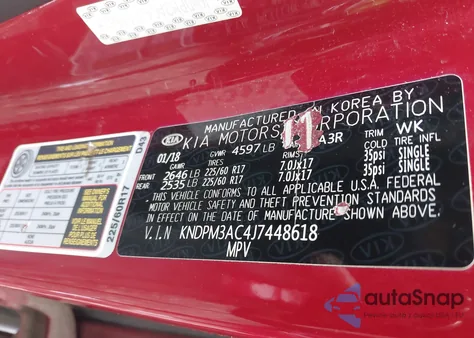 MANUFACTURED IN KOREA BY
KIA KIA MOTORS CORPORATION
01/18 GVWR 4597 LB A3R TRIM WK
TIRES RIMS TIRE INFL
FRONT 2646 LB 225/60 R17 7.0JX17 35psi SINGLE
REAR 2535 LB 225/60 R17 7.0JX17 35psi SINGLE
THIS VEHICLE CONFORMS TO ALL APPLICABLE U.S.A. FEDERAL
MOTOR VEHICLE SAFETY AND THEFT PREVENTION STANDARDS
IN EFFECT ON THE DATE OF MANUFACTURE SHOWN ABOVE.
V.I.N KNDPM3AC4J7448618
MPV
225/60R17
D43
11
autoSnap